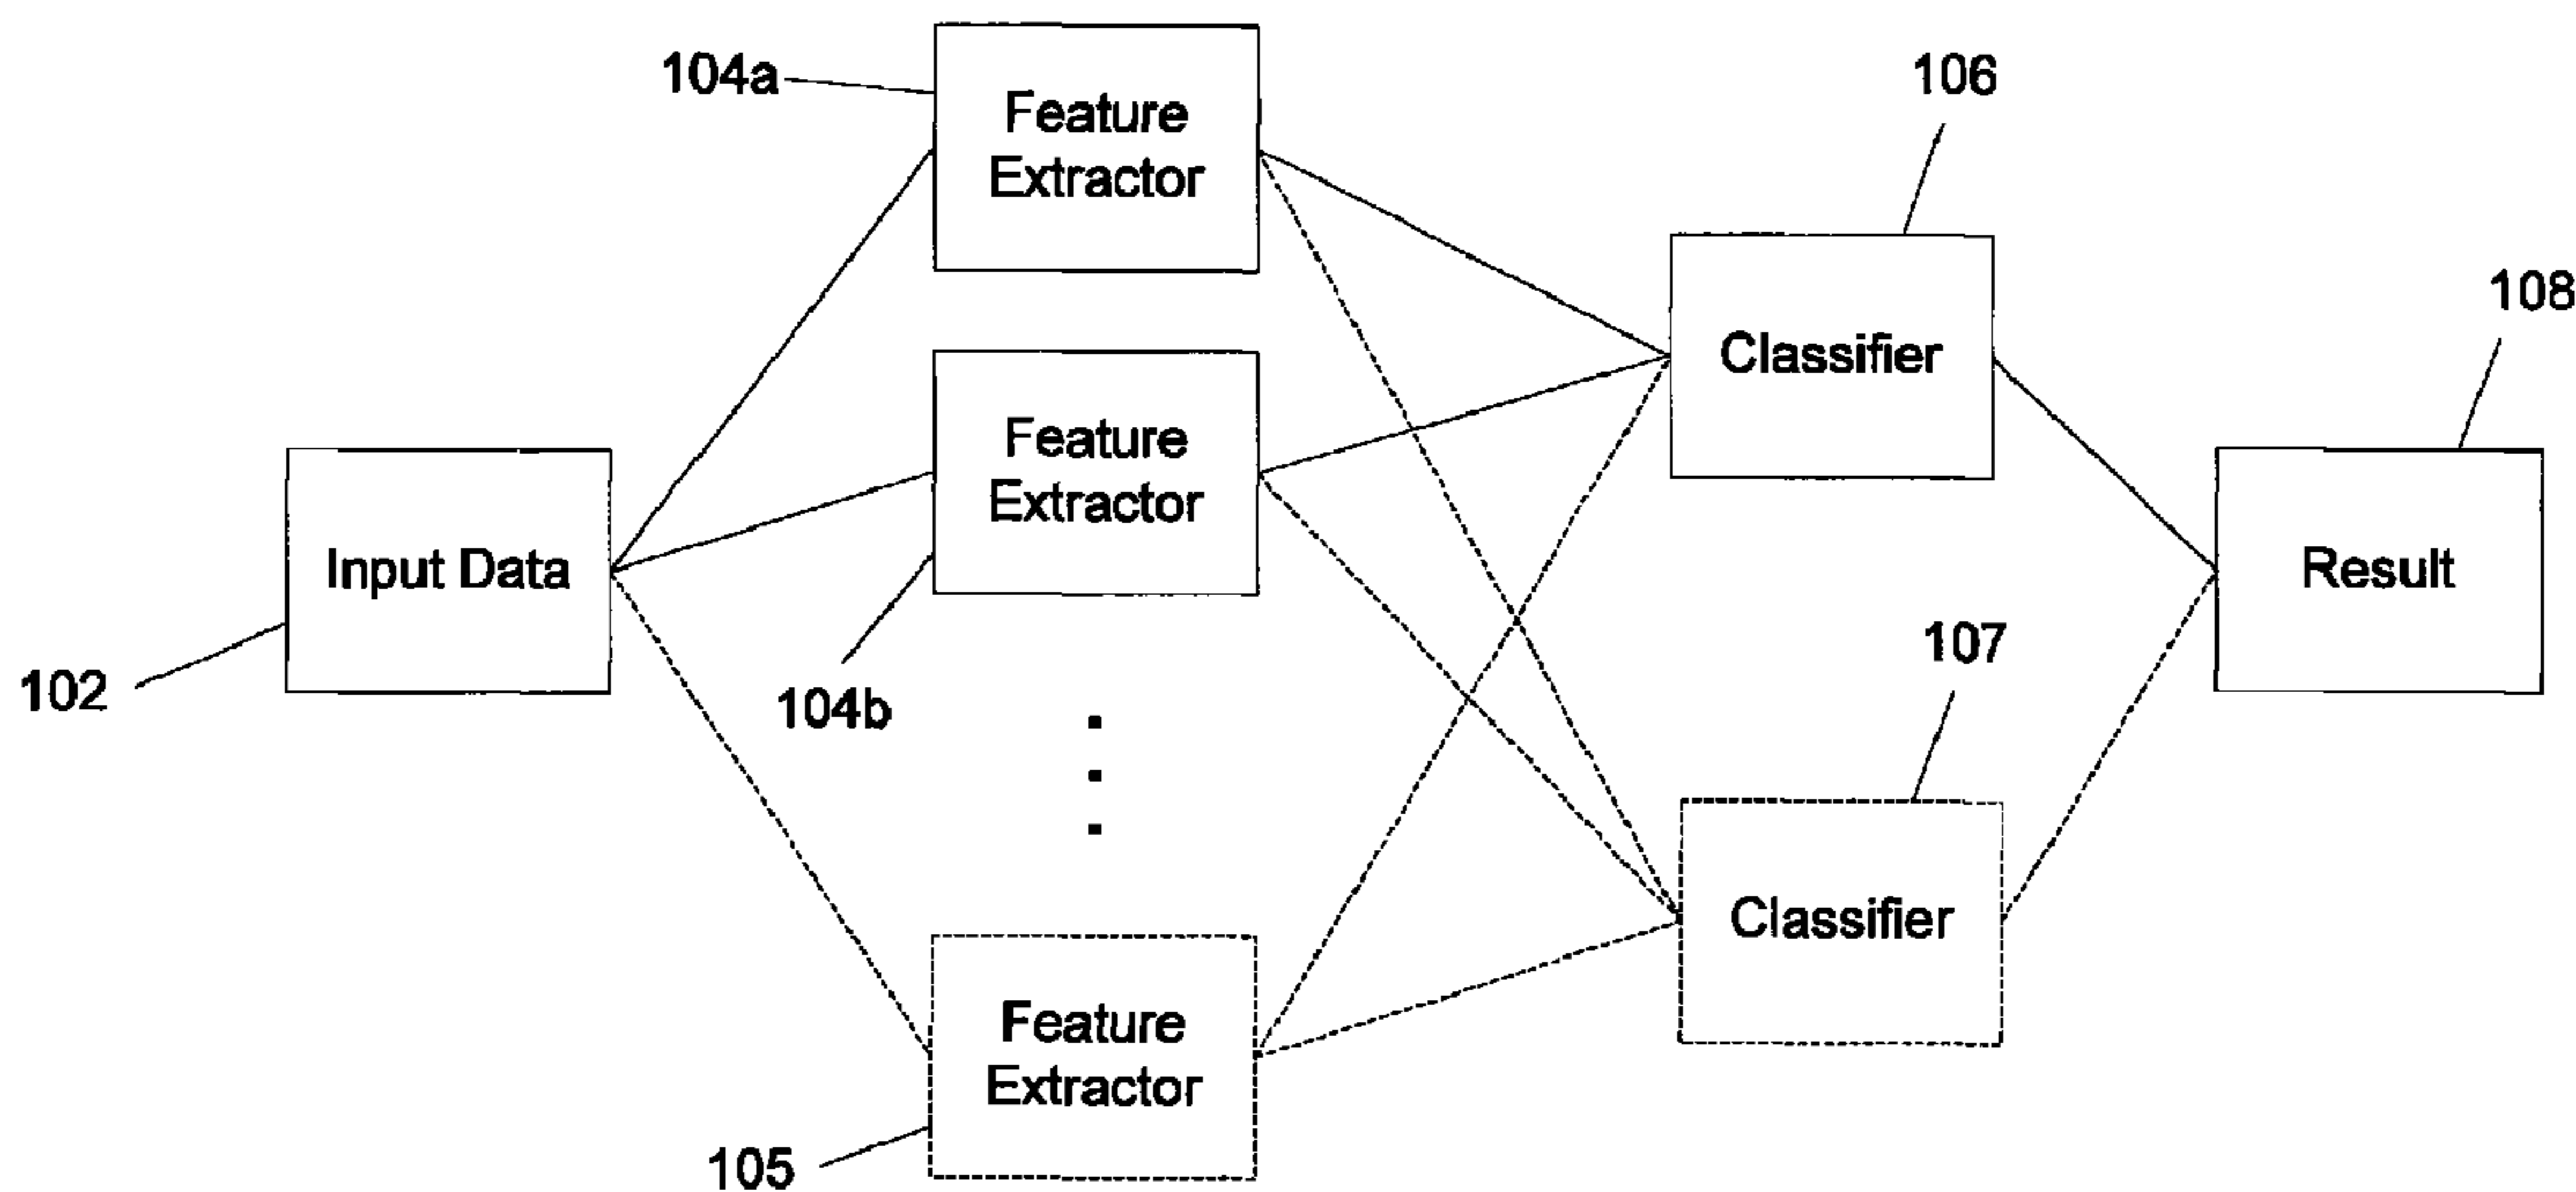 104a
Feature
Extractor
106
Classifier
108
Feature
Extractor
104b
Input Data
102
Result
107
Classifier
Feature
Extractor
105